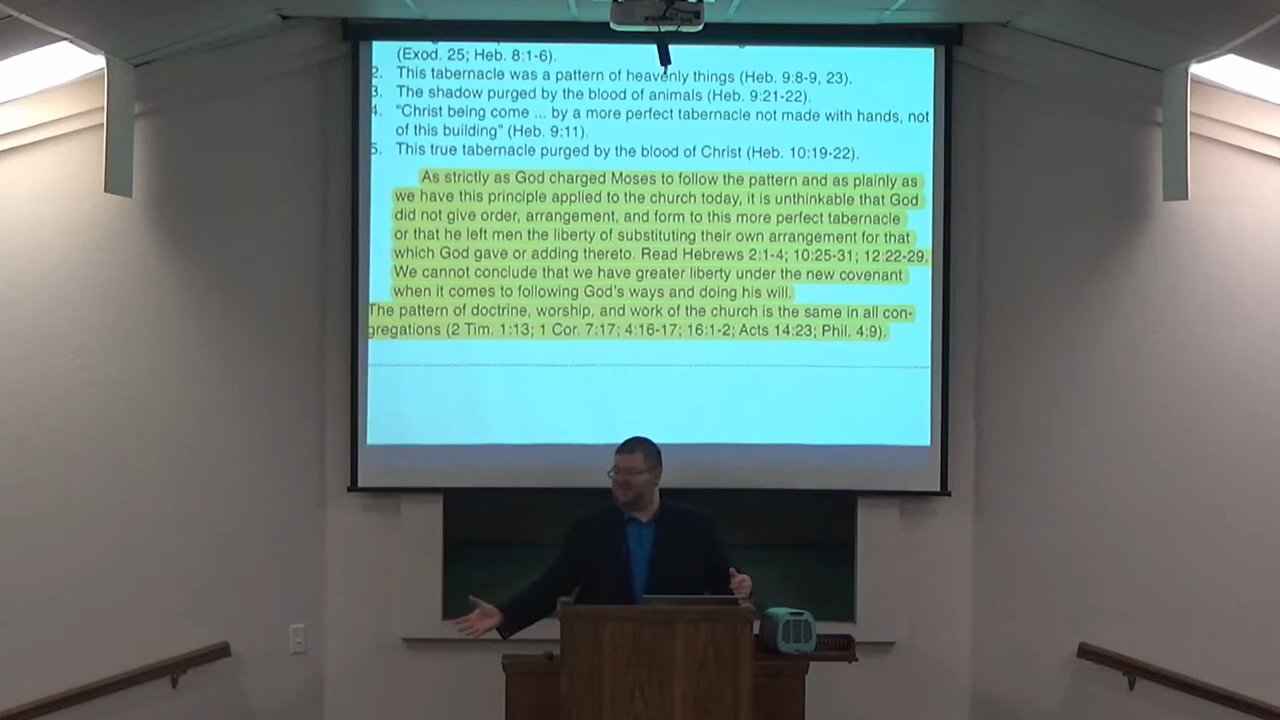 (Exod. 25; Heb. 8:1-6).
2. This tabernacle was a pattern of heavenly things (Heb. 9:8-9, 23).
3. The shadow purged by the blood of animals (Heb. 9:21-22).
4. “Christ being come ... by a more perfect tabernacle not made with hands, not
of this building” (Heb. 9:11).
5. This true tabernacle purged by the blood of Christ (Heb. 10:19-22).
As strictly as God charged Moses to follow the pattern and as plainly as
we have this principle applied to the church today, it is unthinkable that God
did not give order, arrangement, and form to this more perfect tabernacle
or that he left men the liberty of substituting their own arrangement for that
which God gave or adding thereto. Read Hebrews 2:1-4; 10:25-31; 12:22-29.
We cannot conclude that we have greater liberty under the new covenant
when it comes to following God's ways and doing his will.
The pattern of doctrine, worship, and work of the church is the same in all con-
gregations (2 Tim. 1:13; 1 Cor. 7:17; 4:16-17; 16:1-2; Acts 14:23; Phil. 4:9).